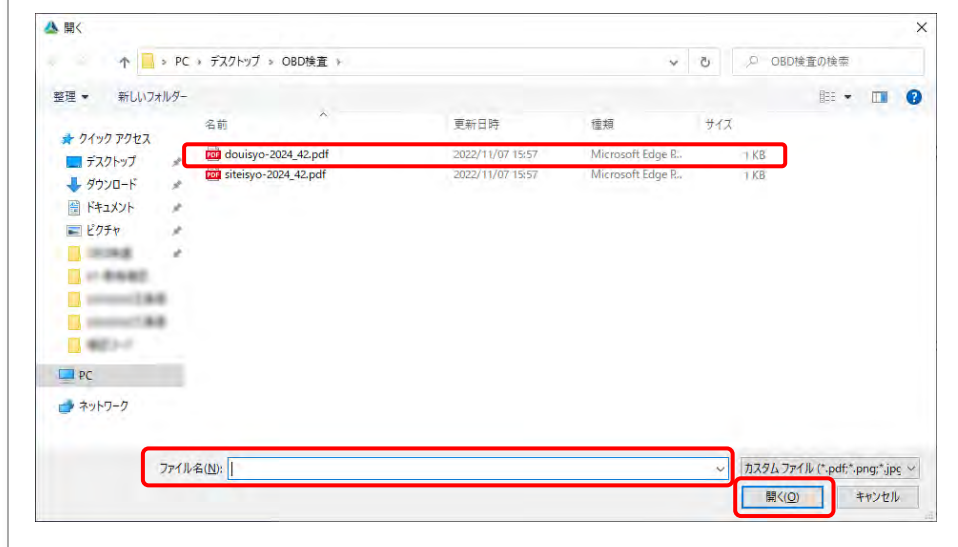 開く
PC › デスクトップ › OBD検査 ›
OBD検査の検索
整理 ▾ 新しいフォルダー
名前 更新日時 種類 サイズ
douisyo-2024_42.pdf 2022/11/07 15:57 Microsoft Edge P... 1 KB
siteisyo-2024_42.pdf 2022/11/07 15:57 Microsoft Edge P... 1 KB
クイック アクセス
デスクトップ
ダウンロード
ドキュメント
ピクチャ
PC
ネットワーク
ファイル名(N):
カスタム ファイル (*.pdf;*.png;*.jpg
開く(O) キャンセル